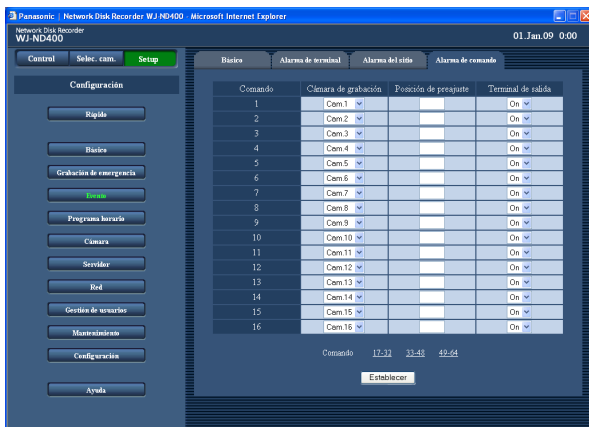 Panasonic | Network Disk Recorder WJ-ND400 - Microsoft Internet Explorer
Network Disk Recorder
WJ-ND400
01.Jan.09 0:00
Control Selec. cam. Setup
Básico Alarma de terminal Alarma del sitio Alarma de comando
Configuración
Rápido
Básico
Grabación de emergencia
Evento
Programa horario
Cámara
Servidor
Red
Gestión de usuarios
Mantenimiento
Configuración
Ayuda
Comando Cámara de grabación Posición de preajuste Terminal de salida
1 Cam.1 On
2 Cam.2 On
3 Cam.3 On
4 Cam.4 On
5 Cam.5 On
6 Cam.6 On
7 Cam.7 On
8 Cam.8 On
9 Cam.9 On
10 Cam.10 On
11 Cam.11 On
12 Cam.12 On
13 Cam.13 On
14 Cam.14 On
15 Cam.15 On
16 Cam.16 On
Comando 17-32 33-48 49-64
Establecer